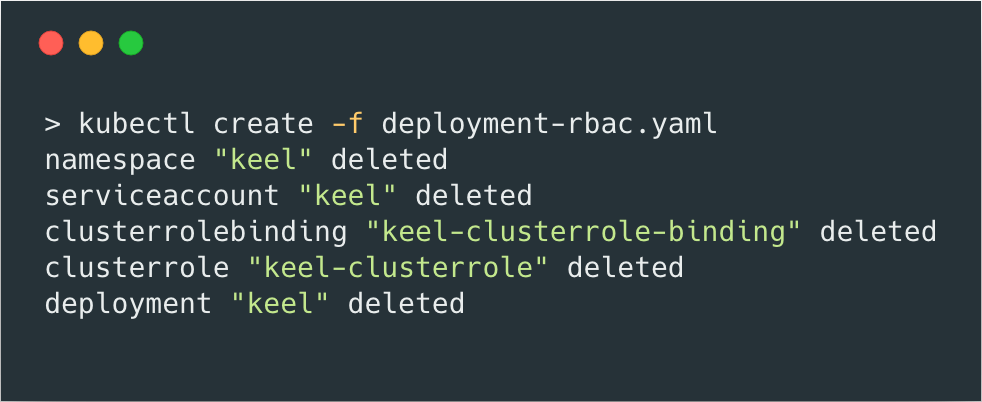 > kubectl create -f deployment-rbac.yaml
namespace "keel" deleted
serviceaccount "keel" deleted
clusterrolebinding "keel-clusterrole-binding" deleted
clusterrole "keel-clusterrole" deleted
deployment "keel" deleted